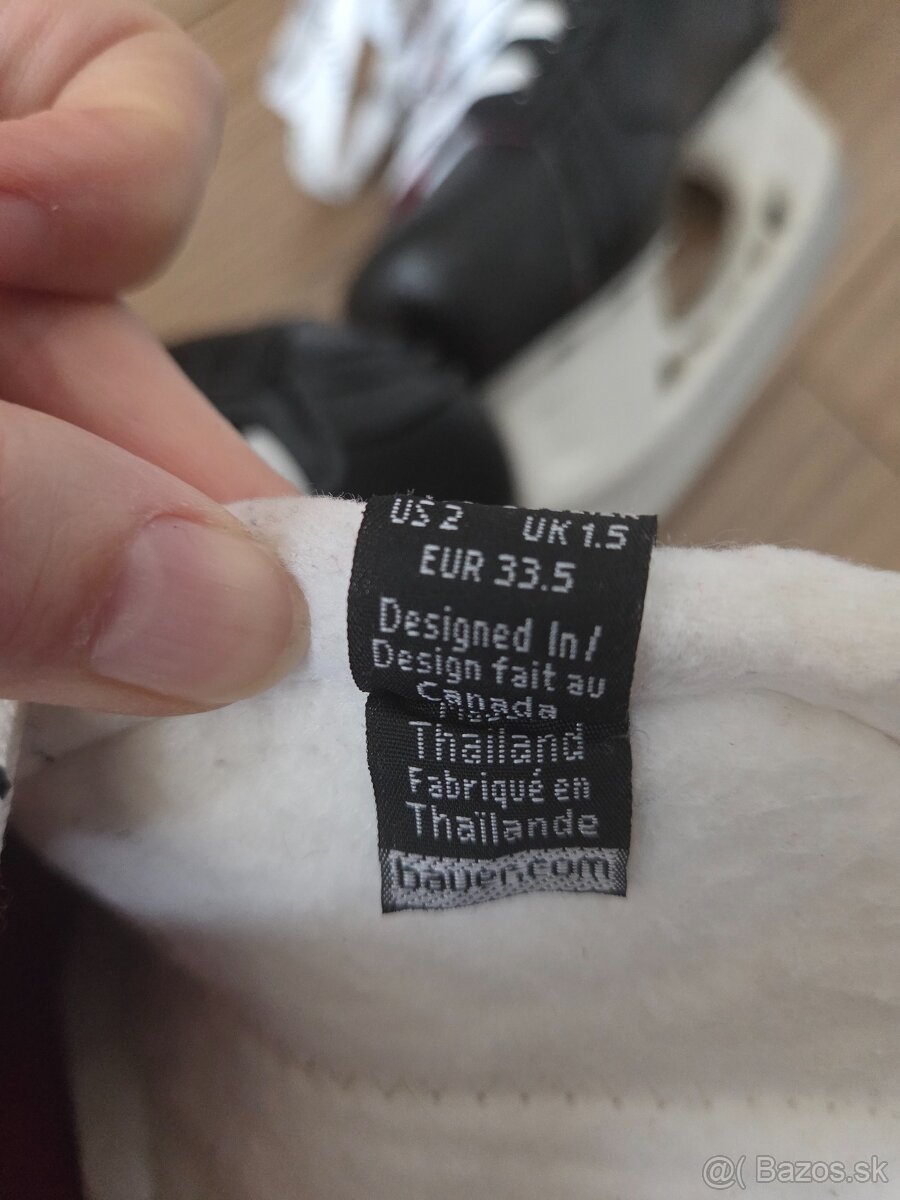 US 2 UK 1.5
EUR 33.5
Designed In/
Design fait au
Canada
Thailand
Fabriqué en
Thaïlande
bauer.com
@( Bazos.sk